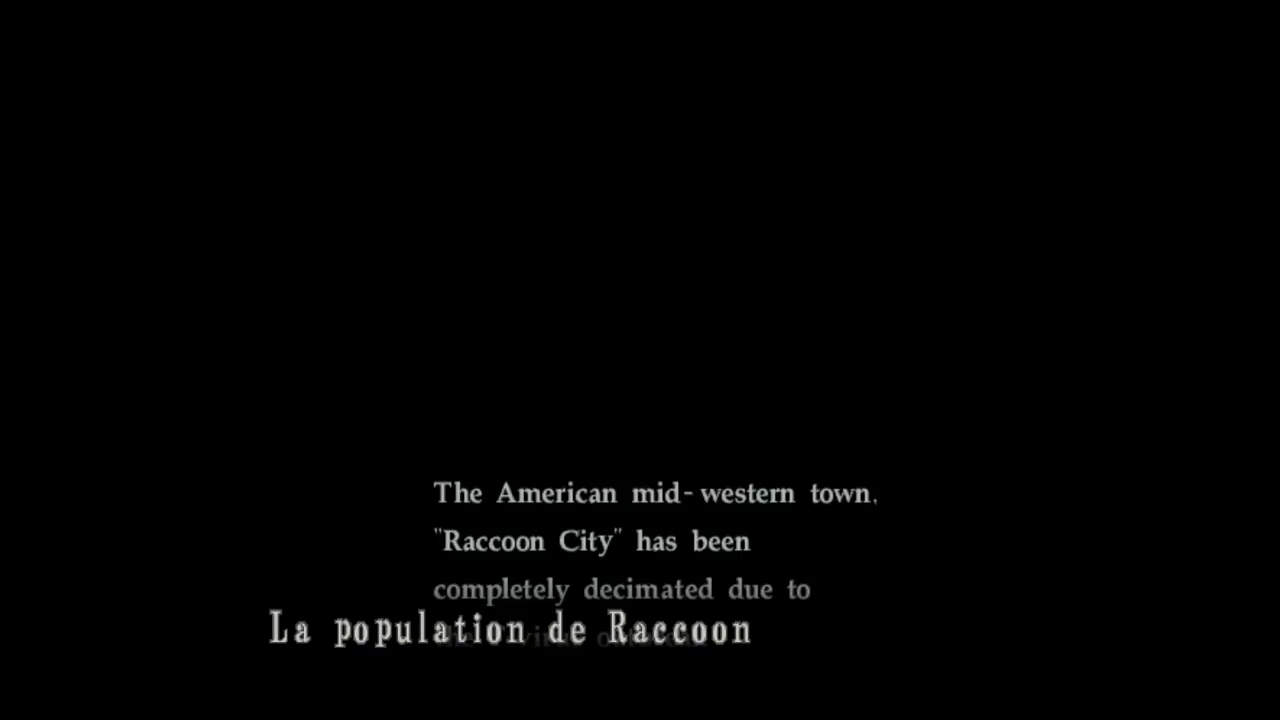 The American mid-western town,
"Raccoon City" has been
completely decimated due to
La population de Raccoon